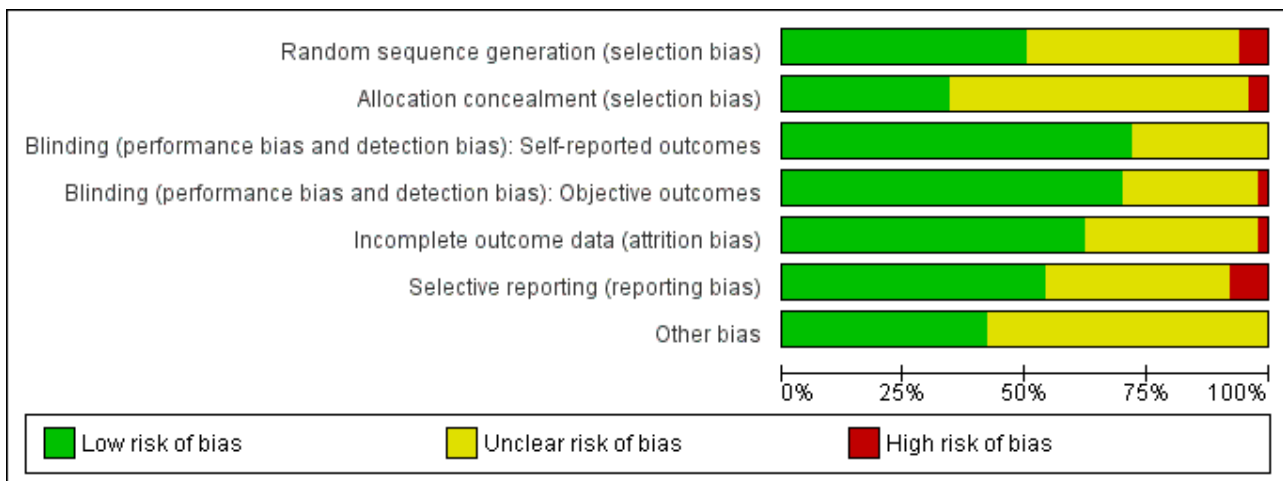 Random sequence generation (selection bias)
Allocation concealment (selection bias)
Blinding (performance bias and detection bias): Self-reported outcomes
Blinding (performance bias and detection bias): Objective outcomes
Incomplete outcome data (attrition bias)
Selective reporting (reporting bias)
Other bias
0% 25% 50% 75% 100%
Low risk of bias Unclear risk of bias High risk of bias